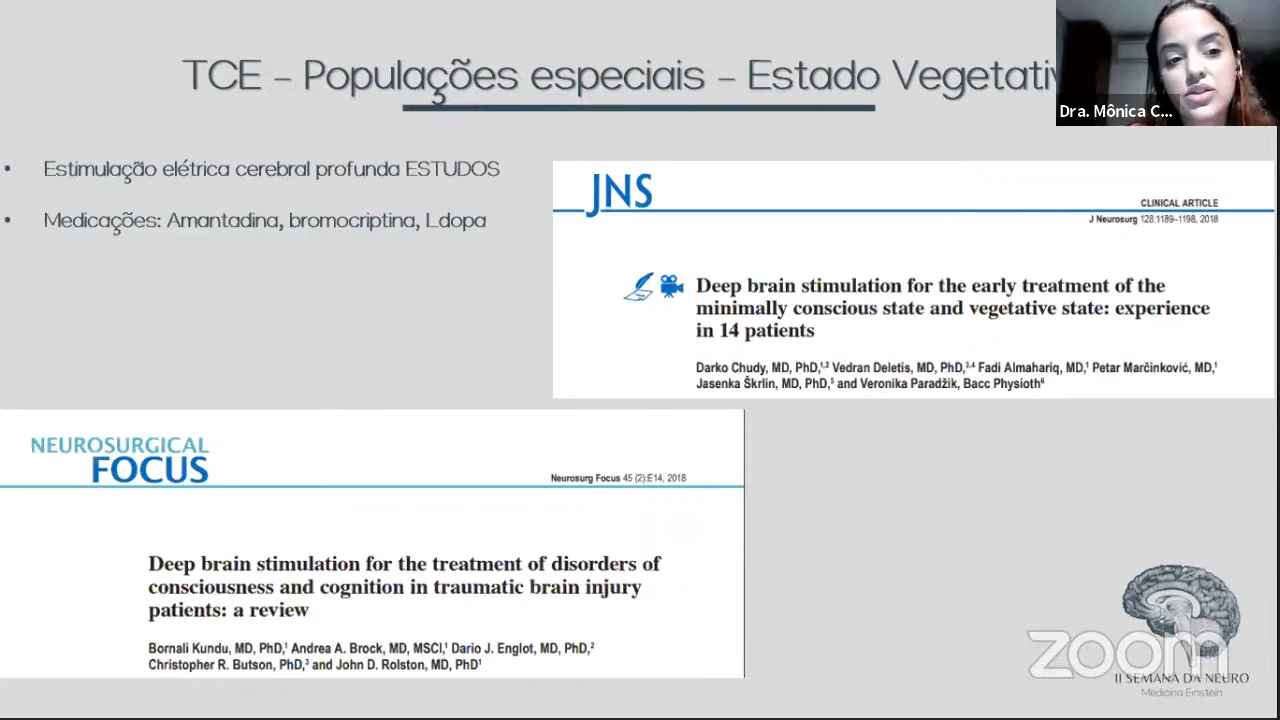 TCE – Populações especiais – Estado Vegetativ
Dra. Mônica C...
• Estimulação elétrica cerebral profunda ESTUDOS
• Medicações: Amantadina, bromocriptina, Ldopa
JNS
CLINICAL ARTICLE
J Neurosurg 128:1189–1198, 2018
Deep brain stimulation for the early treatment of the
minimally conscious state and vegetative state: experience
in 14 patients
Darko Chudy, MD, PhD,1,2 Vedran Deletis, MD, PhD,3,4 Fadi Almahariq, MD,1 Petar Marčinković, MD,1
Jasenka Škrlin, MD, PhD,5 and Veronika Paradžik, Bacc Physioth6
NEUROSURGICAL
FOCUS
Neurosurg Focus 45 (2):E14, 2018
Deep brain stimulation for the treatment of disorders of
consciousness and cognition in traumatic brain injury
patients: a review
Bornali Kundu, MD, PhD,1 Andrea A. Brock, MD, MSCI,1 Dario J. Englot, MD, PhD,2
Christopher R. Butson, PhD,3 and John D. Rolston, MD, PhD1
zoom
II SEMANA DA NEURO
Medicina Einstein